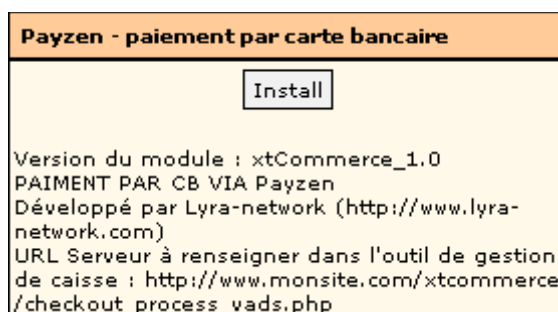 Payzen - paiement par carte bancaire
Install
Version du module : xtCommerce_1.0
PAIMENT PAR CB VIA Payzen
Développé par Lyra-network (http://www.lyra-
network.com)
URL Serveur à renseigner dans l'outil de gestion
de caisse : http://www.monsite.com/xtcommerce
/checkout_process_vads.php